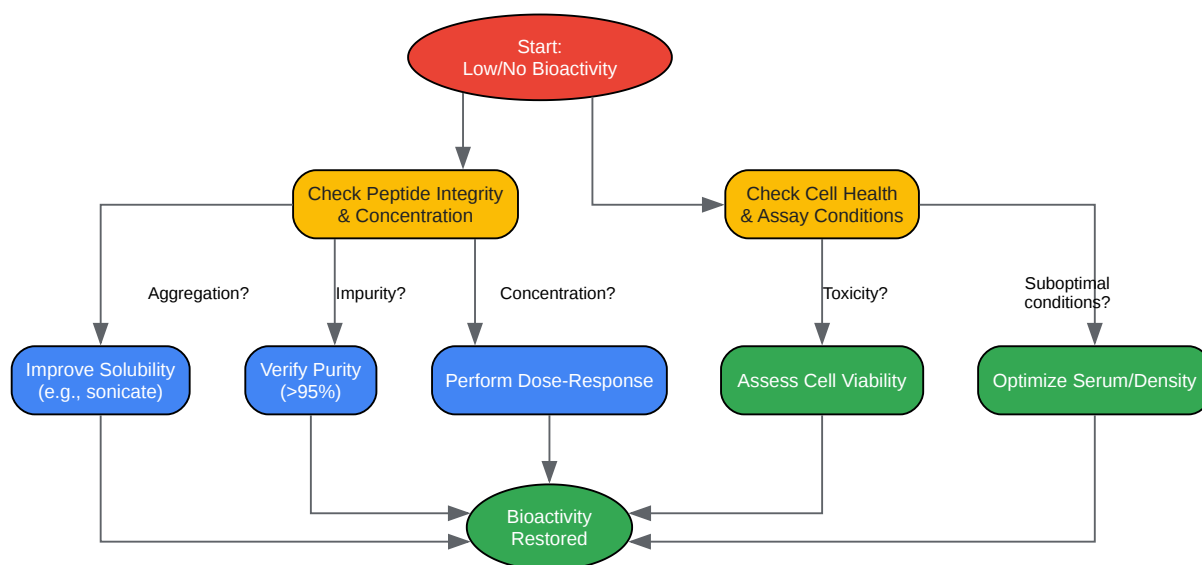 Start:
Low/No Bioactivity
Check Peptide Integrity
& Concentration
Check Cell Health
& Assay Conditions
Aggregation?
Impurity?
Concentration?
Toxicity?
Suboptimal
conditions?
Improve Solubility
(e.g., sonicate)
Verify Purity
(>95%)
Perform Dose-Response
Assess Cell Viability
Optimize Serum/Density
Bioactivity
Restored